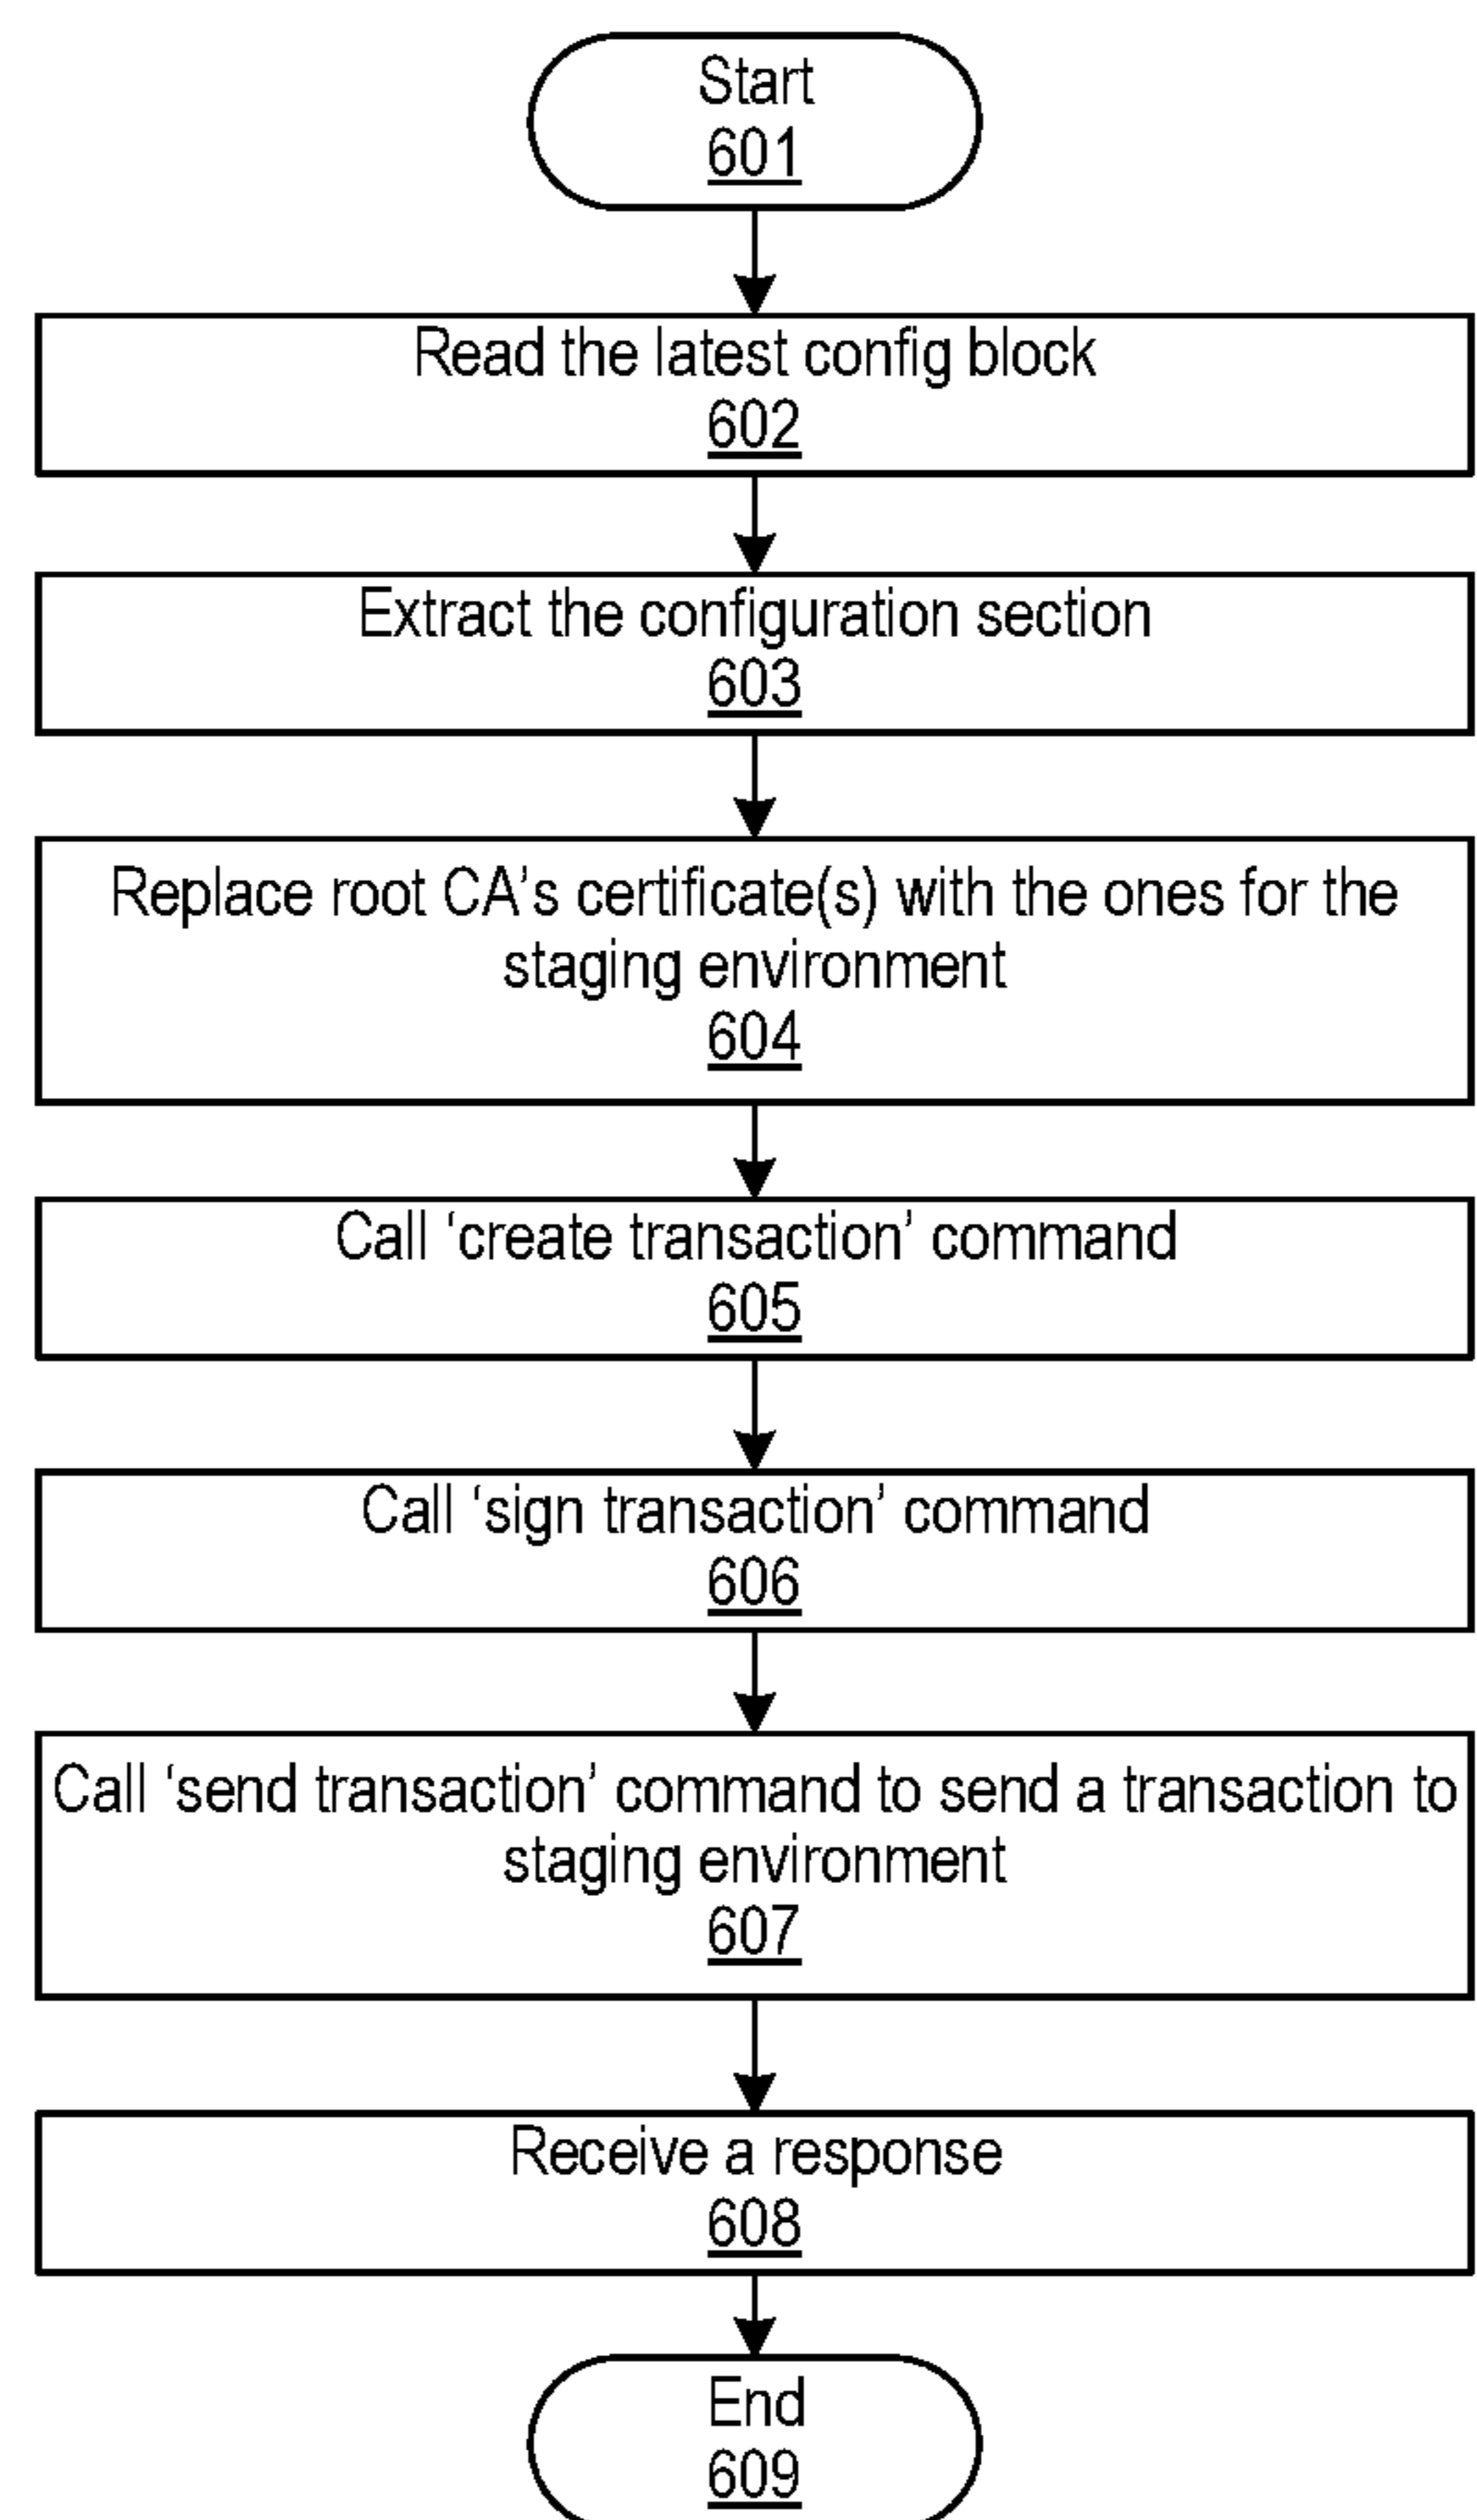 Start
601
Read the latest config block
602
Extract the configuration section
603
Replace root CA’s certificate(s) with the ones for the
staging environment
604
Call ‘create transaction’ command
605
Call ‘sign transaction’ command
606
Call ‘send transaction’ command to send a transaction to
staging environment
607
Receive a response
608
End
609